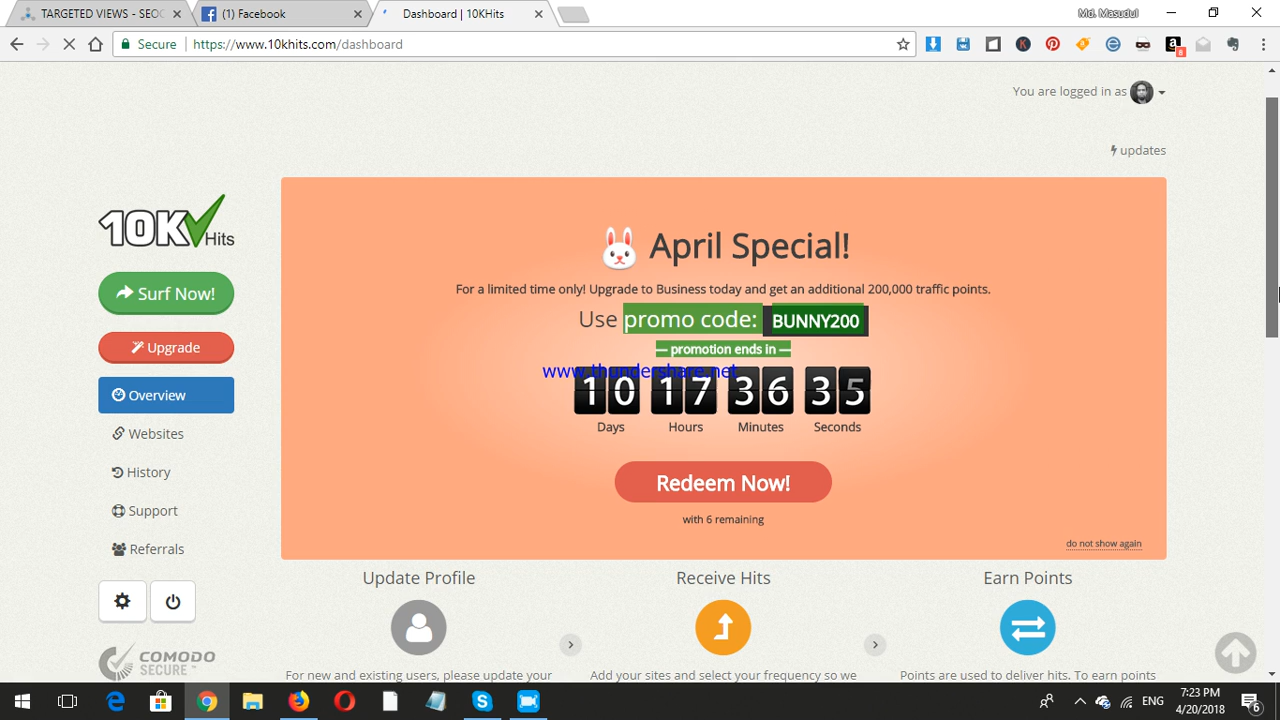 TARGETED VIEWS - SEOC
(1) Facebook
Dashboard | 10KHits
Md. Masudul
Secure
https://www.10khits.com/dashboard
8
You are logged in as
updates
10K Hits
Surf Now!
Upgrade
Overview
Websites
History
Support
Referrals
COMODO
SECURE
April Special!
For a limited time only! Upgrade to Business today and get an additional 200,000 traffic points.
Use promo code: BUNNY200
— promotion ends in —
www.thundershare.net
10 17 36 35
Days Hours Minutes Seconds
Redeem Now!
with 6 remaining
do not show again
Update Profile
Receive Hits
Earn Points
For new and existing users, please update your
Add your sites and select your frequency so we
Points are used to deliver hits. To earn points
ENG
7:23 PM
4/20/2018
6